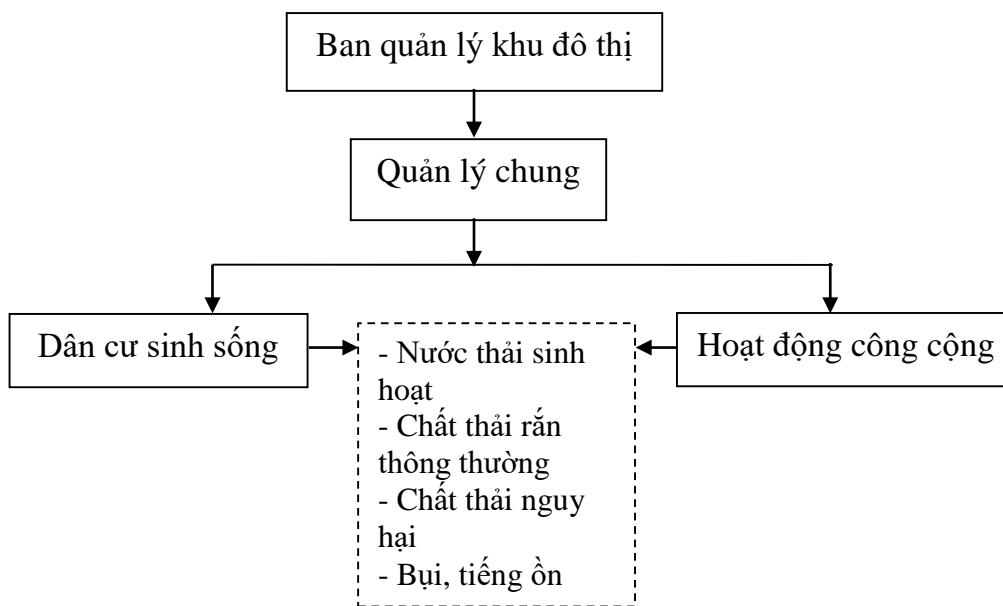 Ban quản lý khu đô thị
Quản lý chung
Dân cư sinh sống
- Nước thải sinh
hoạt
- Chất thải rắn
thông thường
- Chất thải nguy
hại
- Bụi, tiếng ồn
Hoạt động công cộng